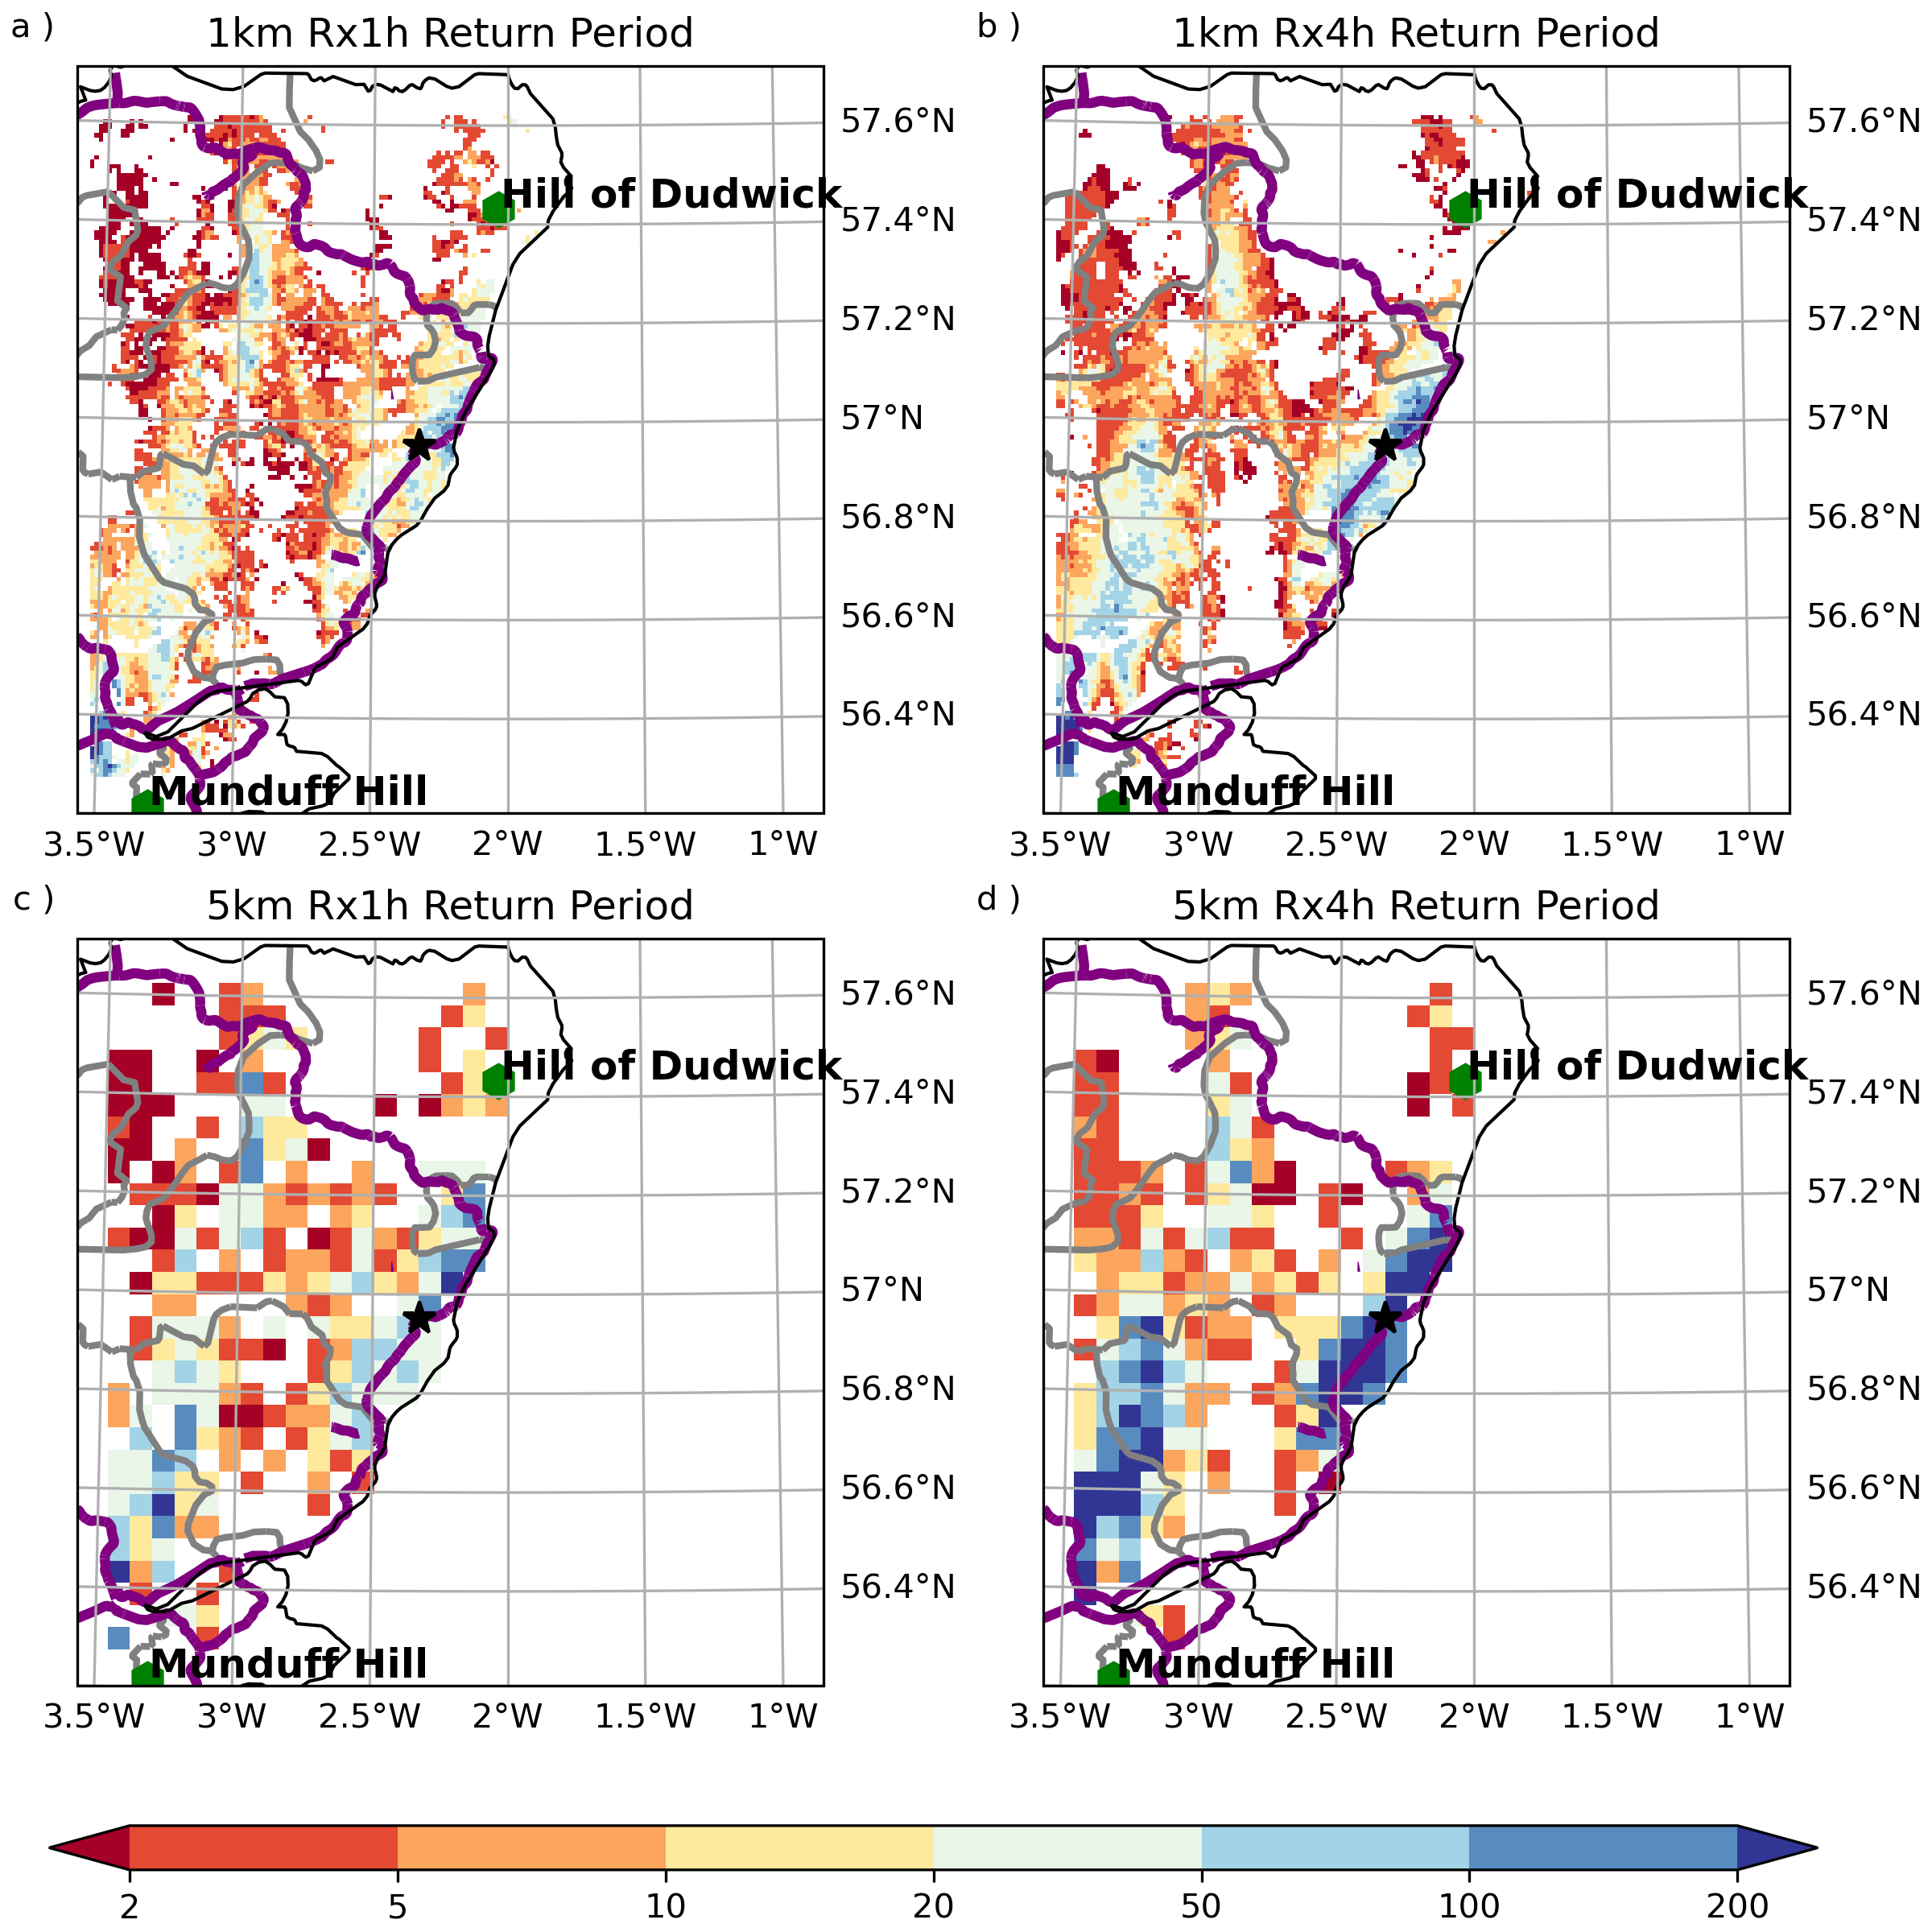 a )
1km Rx1h Return Period
b )
1km Rx4h Return Period
57.6°N
57.6°N
Hill of Dudwick
Hill of Dudwick
57.4°N
57.4°N
57.2°N
57.2°N
57°N
57°N
56.8°N
56.8°N
56.6°N
56.6°N
56.4°N
56.4°N
Munduff Hill
Munduff Hill
3.5°W 3°W 2.5°W 2°W 1.5°W 1°W
3.5°W 3°W 2.5°W 2°W 1.5°W 1°W
c )
5km Rx1h Return Period
d )
5km Rx4h Return Period
57.6°N
57.6°N
Hill of Dudwick
Hill of Dudwick
57.4°N
57.4°N
57.2°N
57.2°N
57°N
57°N
56.8°N
56.8°N
56.6°N
56.6°N
56.4°N
56.4°N
Munduff Hill
Munduff Hill
3.5°W 3°W 2.5°W 2°W 1.5°W 1°W
3.5°W 3°W 2.5°W 2°W 1.5°W 1°W
2 5 10 20 50 100 200